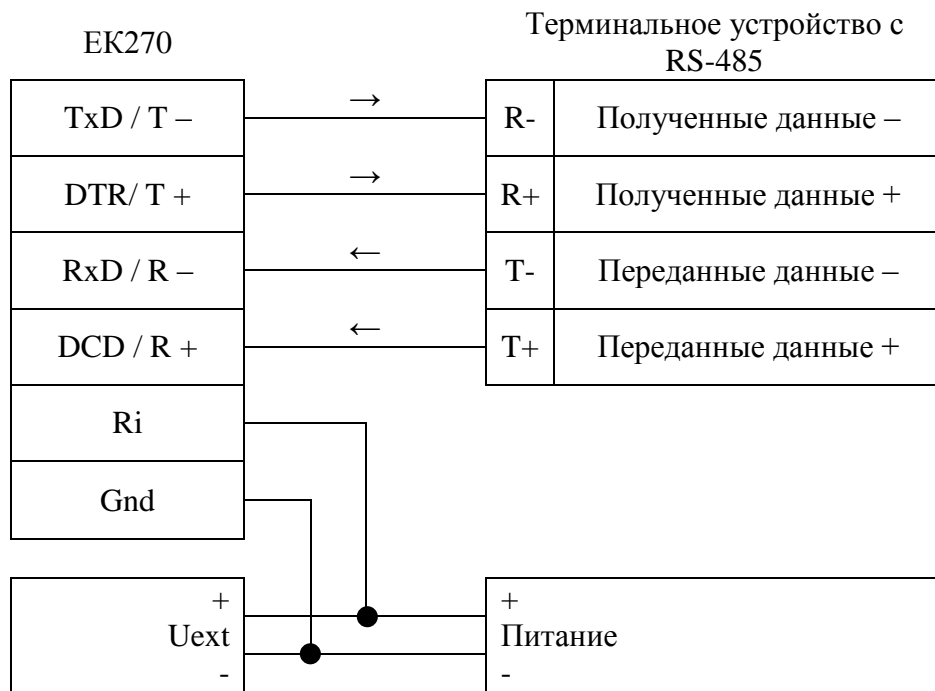 ЕК270
Терминальное устройство с
RS-485
TxD / T –
→
R-
Полученные данные –
DTR/ T +
→
R+
Полученные данные +
RxD / R –
←
T-
Переданные данные –
DCD / R +
←
T+
Переданные данные +
Ri
Gnd
+
Uext
-
+
Питание
-